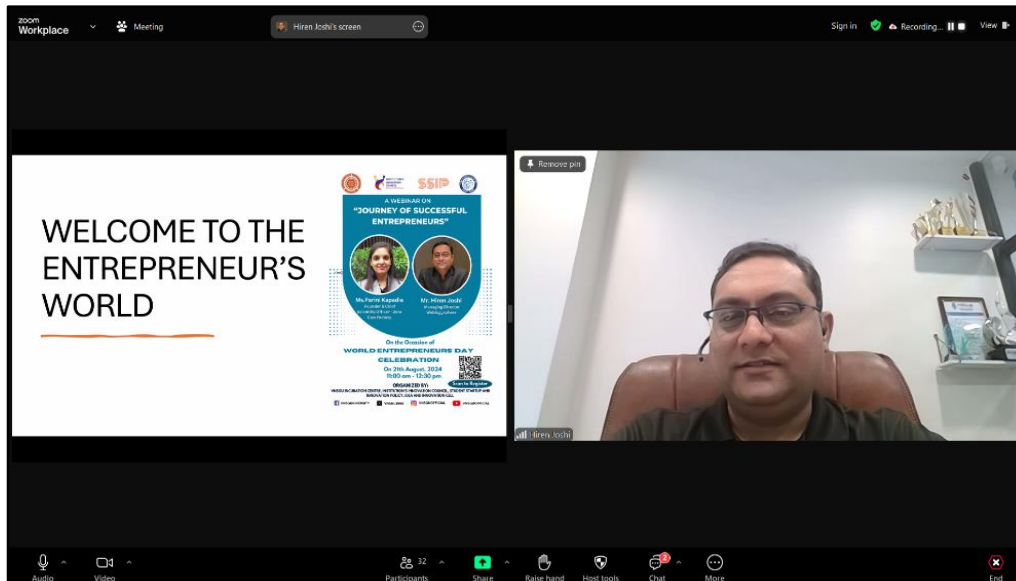 zoom
Workplace
Meeting
Hiren Joshi's screen
Sign in
Recording...
View
WELCOME TO THE
ENTREPRENEUR'S
WORLD
SSIP
A WEBINAR ON
"JOURNEY OF SUCCESSFUL
ENTREPRENEURS"
Mr. Hiren Joshi
Managing Director
On the Occasion of
WORLD ENTREPRENEURS DAY
CELEBRATION
On 21th August, 2024
11:00 am - 12:30 pm
Scan to Register
ORGANIZED BY:
Remove pin
Hiren Joshi
Audio
Video
32
Participants
Share
Raise hand
Host tools
2
Chat
More
End